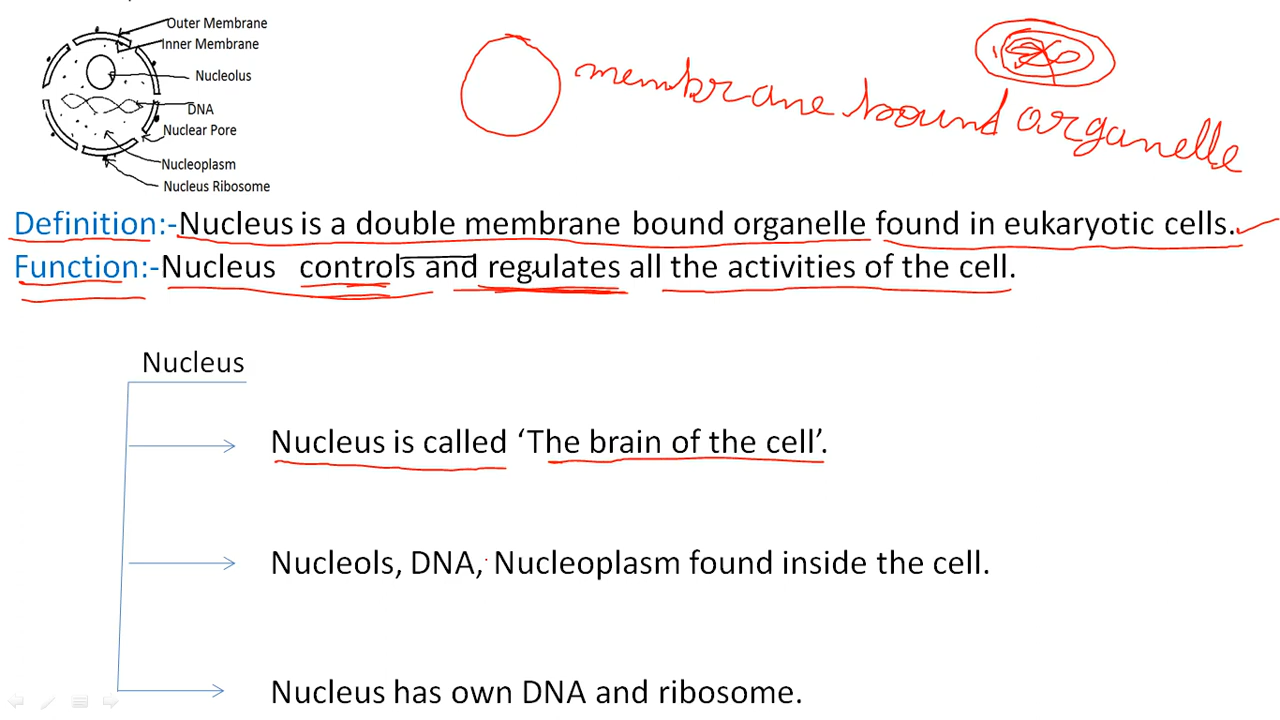 Outer Membrane
Inner Membrane
Nucleolus
DNA
Nuclear Pore
Nucleoplasm
Nucleus Ribosome
membrane bound organelle
Definition:-Nucleus is a double membrane bound organelle found in eukaryotic cells.
Function:-Nucleus controls and regulates all the activities of the cell.
Nucleus
Nucleus is called ‘The brain of the cell’.
Nucleols, DNA, Nucleoplasm found inside the cell.
Nucleus has own DNA and ribosome.